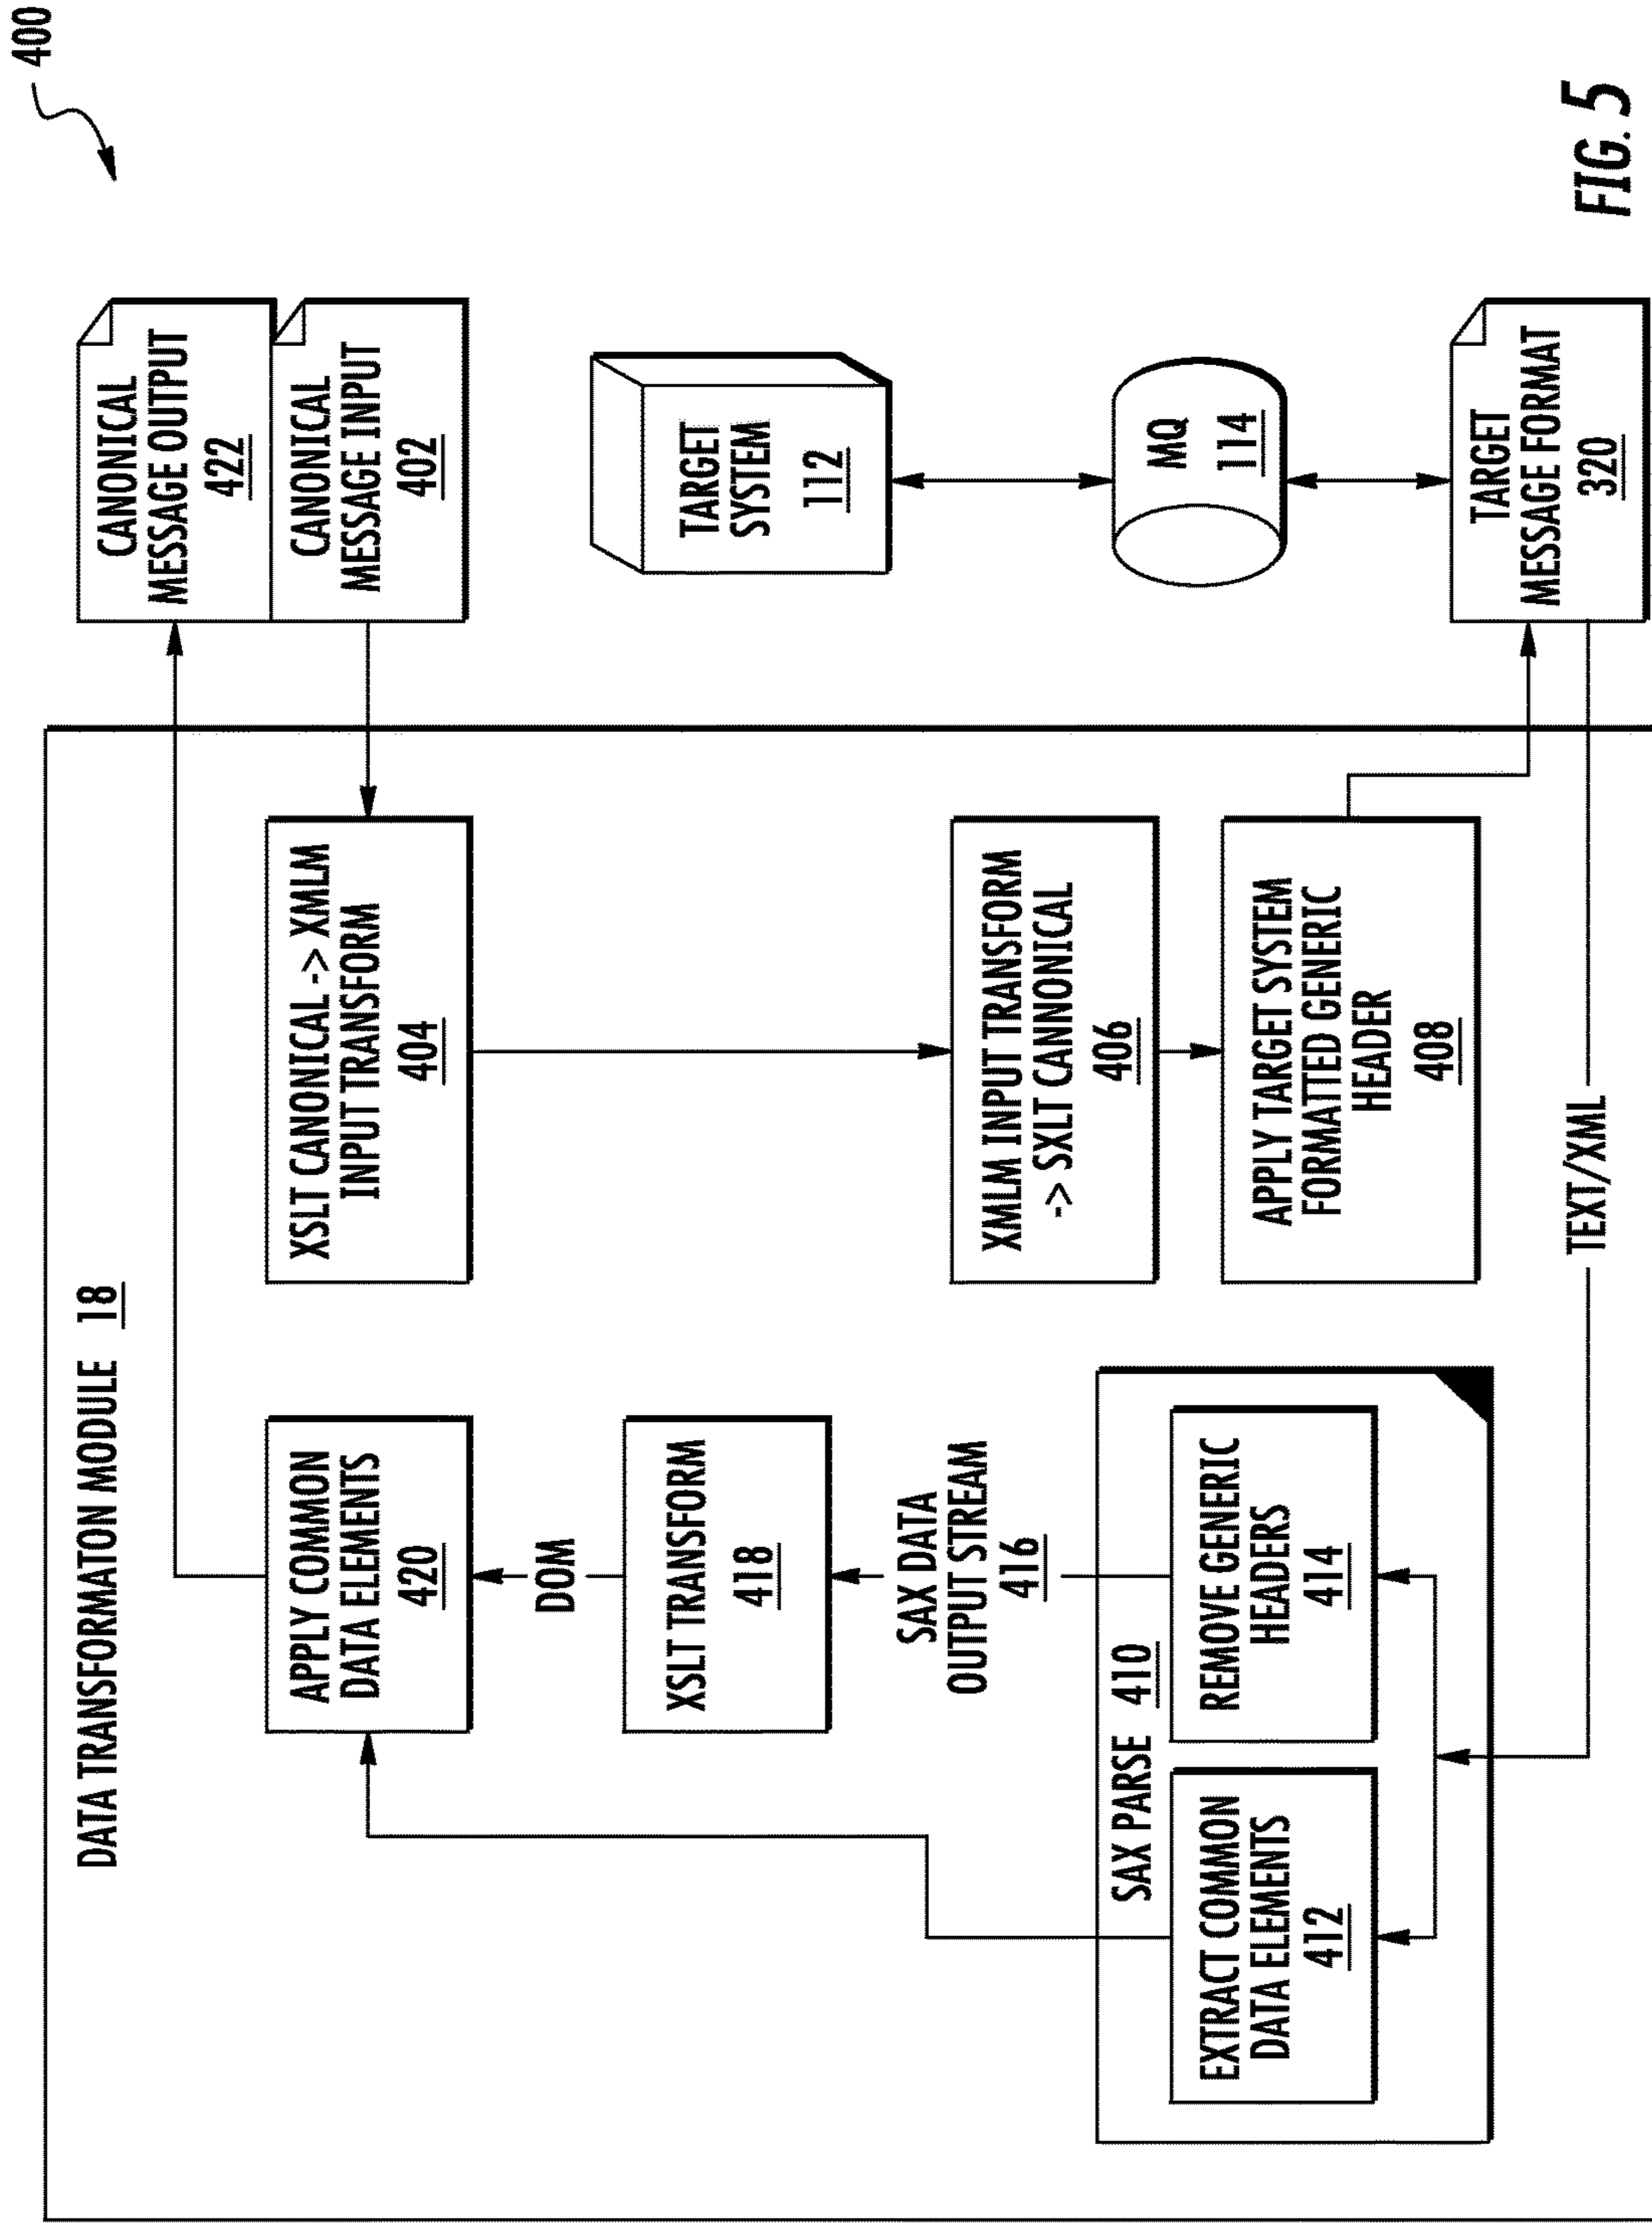 400
DATA TRANSFORMATON MODULE 18
CANONICAL
MESSAGE OUTPUT
422
CANONICAL
MESSAGE INPUT
402
APPLY COMMON
DATA ELEMENTS
420
XSLT CANONICAL -> XMLM
INPUT TRANSFORM
404
DOM
XSLT TRANSFORM
418
TARGET
SYSTEM
112
SAX DATA
OUTPUT STREAM
416
XMLM INPUT TRANSFORM
-> SXLT CANNONICAL
406
MQ
114
SAX PARSE 410
EXTRACT COMMON
DATA ELEMENTS
412
REMOVE GENERIC
HEADERS
414
APPLY TARGET SYSTEM
FORMATTED GENERIC
HEADER
408
TARGET
MESSAGE FORMAT
320
TEXT/XML
FIG. 5